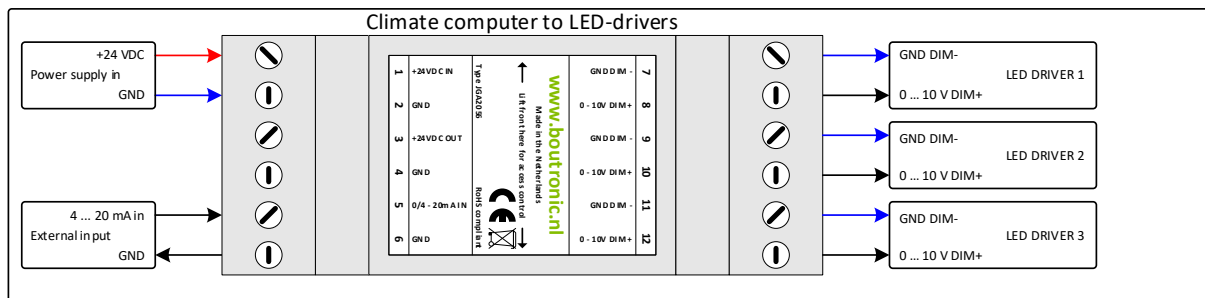 Climate computer to LED-drivers
+24 VDC
Power supply in
GND
4 ... 20 mA in
External input
GND
1 +24VDC IN
2 GND
3 +24VDC OUT
4 GND
5 0/4 - 20mA IN
6 GND
Type JGA2055
RoHS compliant
Lift front here for access control
Made in the Netherlands
www.boutronic.nl
CE
GND DIM - 7
0 - 10V DIM+ 8
GND DIM - 9
0 - 10V DIM+ 10
GND DIM - 11
0 - 10V DIM+ 12
GND DIM-
LED DRIVER 1
0 ... 10 V DIM+
GND DIM-
LED DRIVER 2
0 ... 10 V DIM+
GND DIM-
LED DRIVER 3
0 ... 10 V DIM+